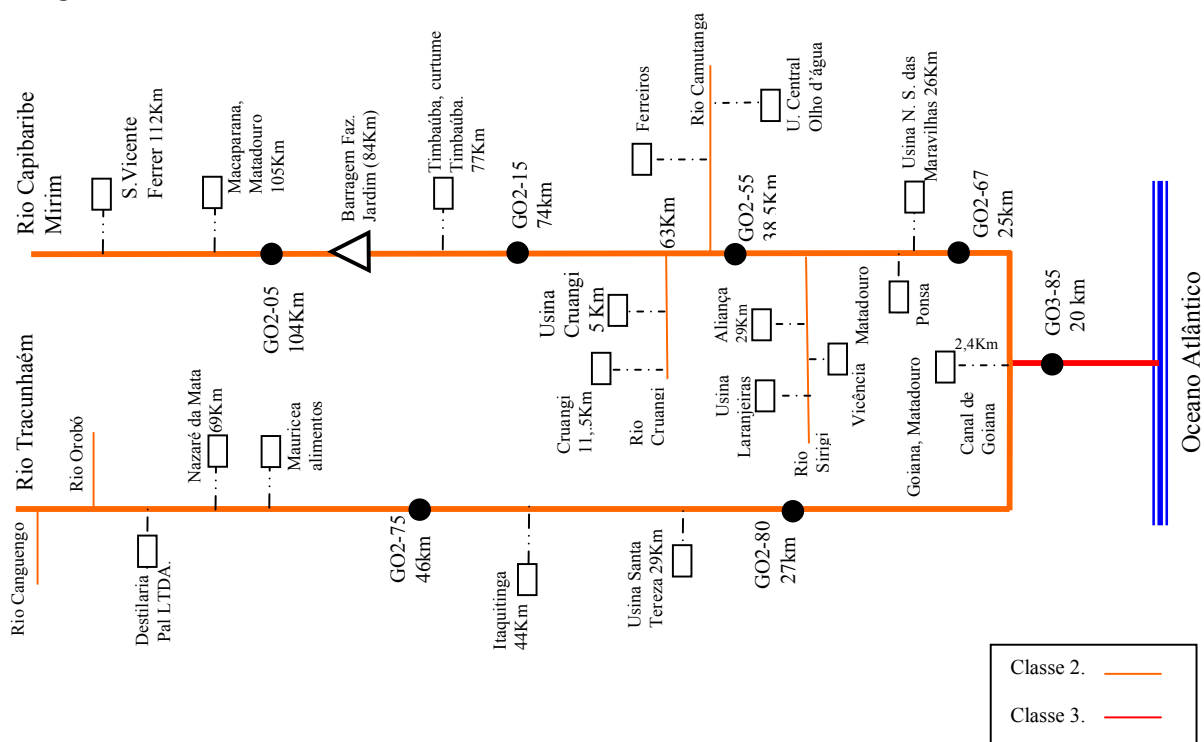 Rio Capibaribe
Mirim
S.Vicente
Ferrer 112Km
Macaparana,
Matadouro
105Km
GO2-05
104Km
Barragem Faz.
Jardim (84Km)
Timbaúba, curtume
Timbaúba.
77Km
GO2-15
74km
63Km
Usina
Cruangi
5 Km
Cruangi
11,.5Km
Rio
Cruangi
Ferreiros
Rio Camutanga
U. Central
Olho d'água
GO2-55
38,5Km
Aliança
29Km
Usina
Laranjeiras
Matadouro
Vicência
Rio
Sirigi
Usina N. S. das
Maravilhas 26Km
Ponsa
GO2-67
25km
Rio Tracunhaém
Rio Canguengo
Rio Orobó
Destilaria
Pal LTDA.
Nazaré da Mata
69Km
Mauricea
alimentos
GO2-75
46km
Itaquitinga
44Km
Usina Santa
Tereza 29Km
GO2-80
27km
Goiana, Matadouro
2,4Km
Canal de
Goiana
GO3-85
20 km
Oceano Atlântico
Classe 2.
Classe 3.